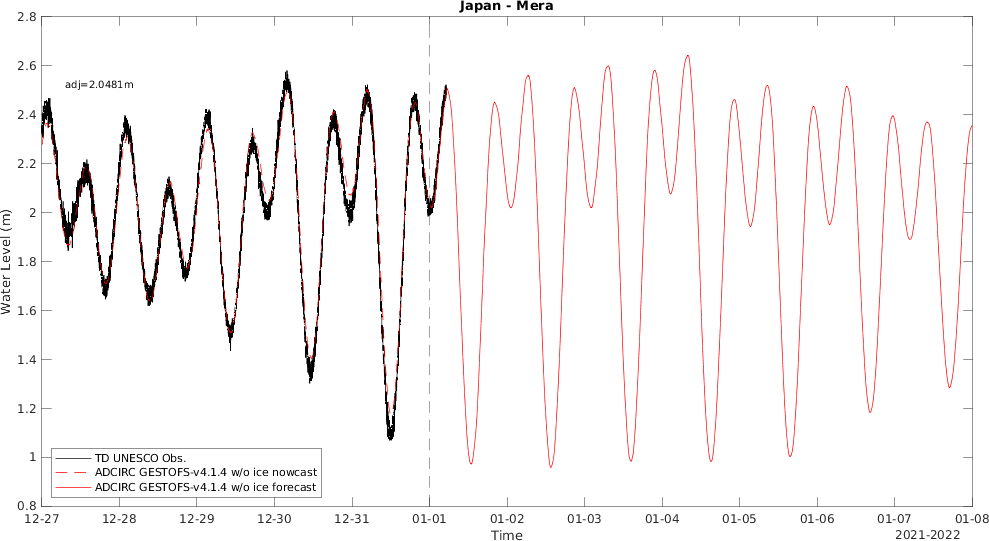 Japan - Mera
2.8
2.6
2.4
2.2
2
1.8
1.6
1.4
1.2
1
0.8
Water Level (m)
adj=2.0481m
TD UNESCO Obs.
ADCIRC GESTOFS-v4.1.4 w/o ice nowcast
ADCIRC GESTOFS-v4.1.4 w/o ice forecast
12-27 12-28 12-29 12-30 12-31 01-01 01-02 01-03 01-04 01-05 01-06 01-07 01-08
Time
2021-2022